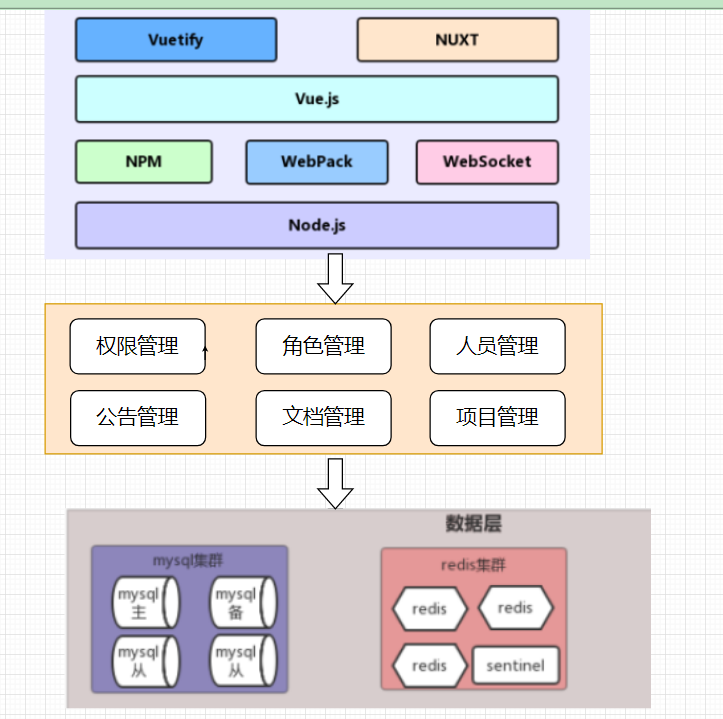 Vuetify
NUXT
Vue.js
NPM
WebPack
WebSocket
Node.js
权限管理
角色管理
人员管理
公告管理
文档管理
项目管理
数据层
mysql集群
redis集群
mysql
主
mysql
备
redis
redis
mysql
从
mysql
从
redis
sentinel